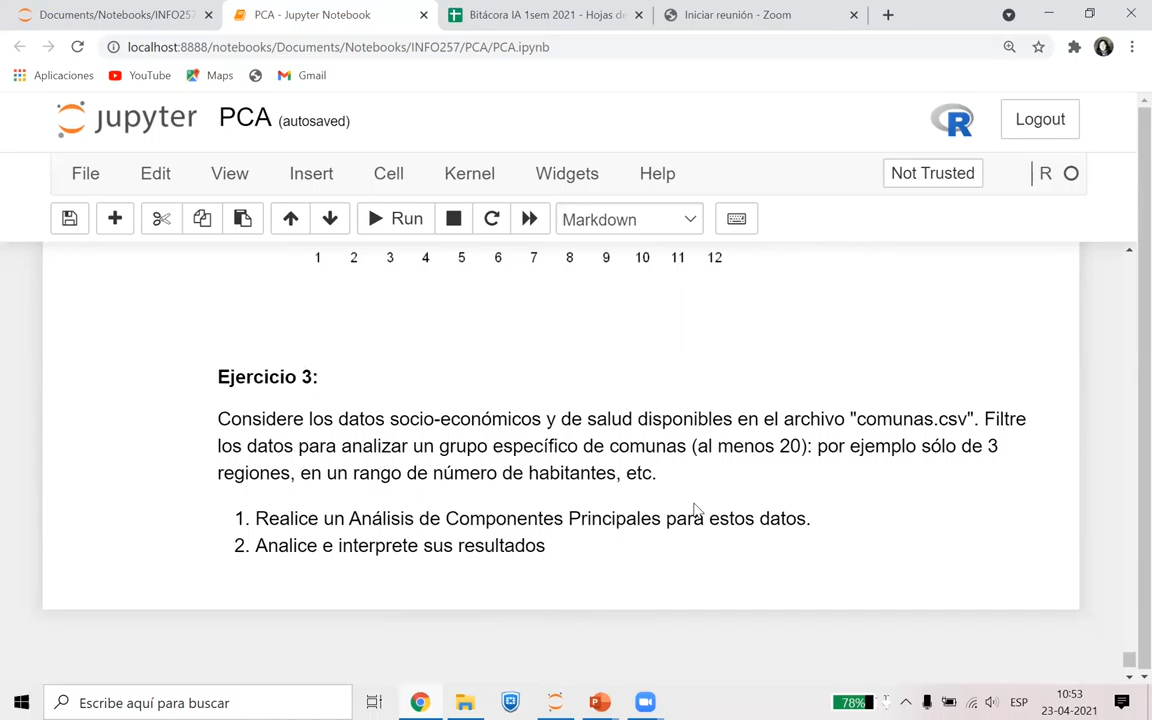 Documents/Notebooks/INFO257
PCA - Jupyter Notebook
Bitácora IA 1sem 2021 - Hojas de
Iniciar reunión - Zoom
localhost:8888/notebooks/Documents/Notebooks/INFO257/PCA/PCA.ipynb
Aplicaciones YouTube Maps Gmail
jupyter PCA (autosaved) R Logout
File Edit View Insert Cell Kernel Widgets Help Not Trusted R
Run Markdown
1 2 3 4 5 6 7 8 9 10 11 12
Ejercicio 3:
Considere los datos socio-económicos y de salud disponibles en el archivo "comunas.csv". Filtre
los datos para analizar un grupo específico de comunas (al menos 20): por ejemplo sólo de 3
regiones, en un rango de número de habitantes, etc.
1. Realice un Análisis de Componentes Principales para estos datos.
2. Analice e interprete sus resultados
Escribe aquí para buscar
78%
ESP
10:53
23-04-2021